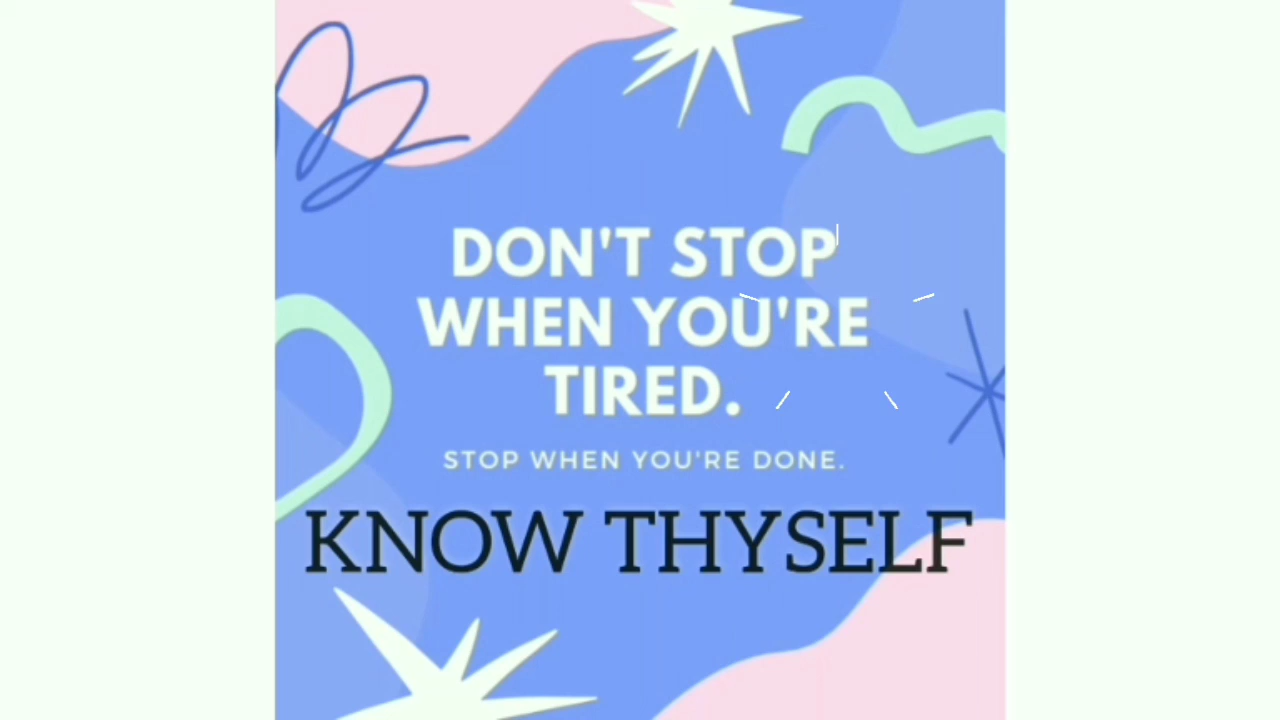 DON'T STOP
WHEN YOU'RE
TIRED.
STOP WHEN YOU'RE DONE.
KNOW THYSELF